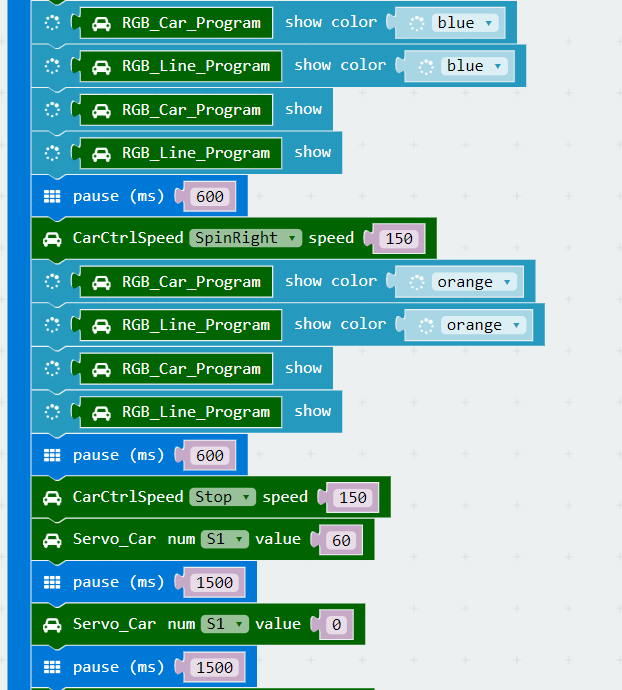 RGB_Car_Program show color blue
RGB_Line_Program show color blue
RGB_Car_Program show
RGB_Line_Program show
pause (ms) 600
CarCtrlSpeed SpinRight speed 150
RGB_Car_Program show color orange
RGB_Line_Program show color orange
RGB_Car_Program show
RGB_Line_Program show
pause (ms) 600
CarCtrlSpeed Stop speed 150
Servo_Car num S1 value 60
pause (ms) 1500
Servo_Car num S1 value 0
pause (ms) 1500